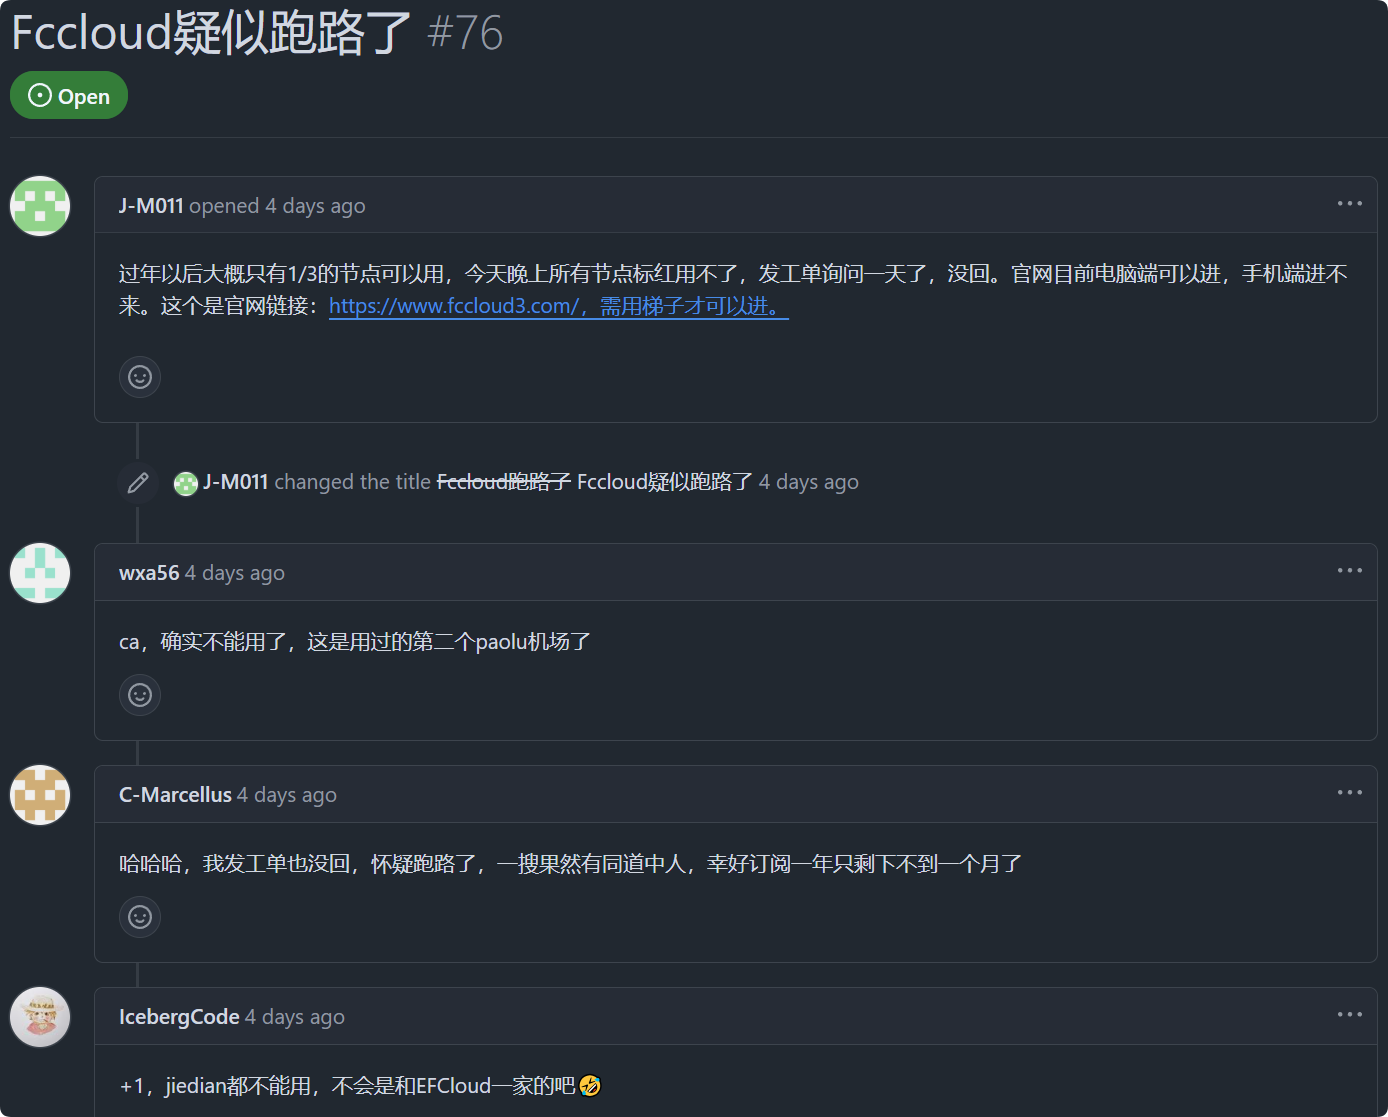 Fccloud疑似跑路了 #76
Open
J-M011 opened 4 days ago
过年以后大概只有1/3的节点可以用，今天晚上所有节点标红用不了，发工单询问一天了，没回。官网目前电脑端可以进，手机端进不
来。这个是官网链接：https://www.fccloud3.com/，需用梯子才可以进。
J-M011 changed the title Fccloud跑路了 Fccloud疑似跑路了 4 days ago
wxa56 4 days ago
ca，确实不能用了，这是用过的第二个paolu机场了
C-Marcellus 4 days ago
哈哈哈，我发工单也没回，怀疑跑路了，一搜果然有同道中人，幸好订阅一年只剩下不到一个月了
IcebergCode 4 days ago
+1，jiedian都不能用，不会是和EFCloud一家的吧🤣